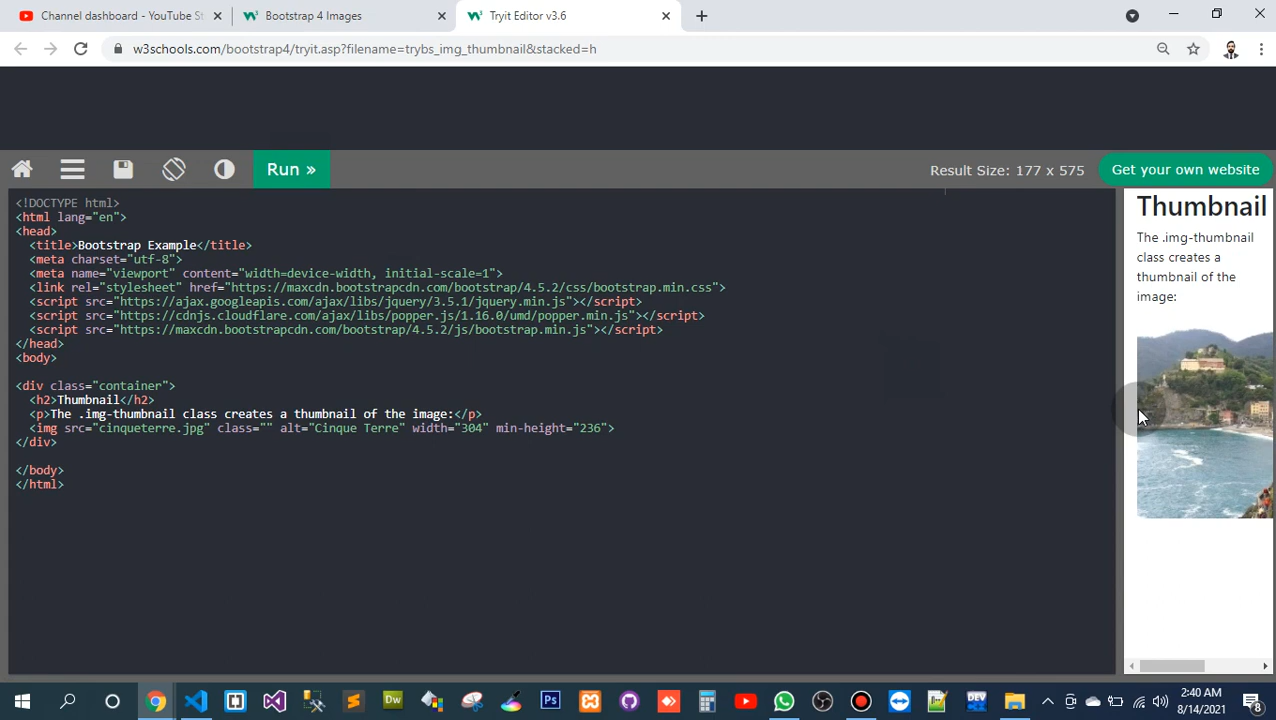 Channel dashboard - YouTube St
Bootstrap 4 Images
Tryit Editor v3.6
w3schools.com/bootstrap4/tryit.asp?filename=trybs_img_thumbnail&stacked=h
Run »
Result Size: 177 x 575
Get your own website
<!DOCTYPE html>
<html lang="en">
<head>
<title>Bootstrap Example</title>
<meta charset="utf-8">
<meta name="viewport" content="width=device-width, initial-scale=1">
<link rel="stylesheet" href="https://maxcdn.bootstrapcdn.com/bootstrap/4.5.2/css/bootstrap.min.css">
<script src="https://ajax.googleapis.com/ajax/libs/jquery/3.5.1/jquery.min.js"></script>
<script src="https://cdnjs.cloudflare.com/ajax/libs/popper.js/1.16.0/umd/popper.min.js"></script>
<script src="https://maxcdn.bootstrapcdn.com/bootstrap/4.5.2/js/bootstrap.min.js"></script>
</head>
<body>
<div class="container">
<h2>Thumbnail</h2>
<p>The .img-thumbnail class creates a thumbnail of the image:</p>
<img src="cinqueterre.jpg" class="" alt="Cinque Terre" width="304" min-height="236">
</div>
</body>
</html>
Thumbnail
The .img-thumbnail
class creates a
thumbnail of the
image:
Dw
Ps
DEV
2:40 AM
8/14/2021
8